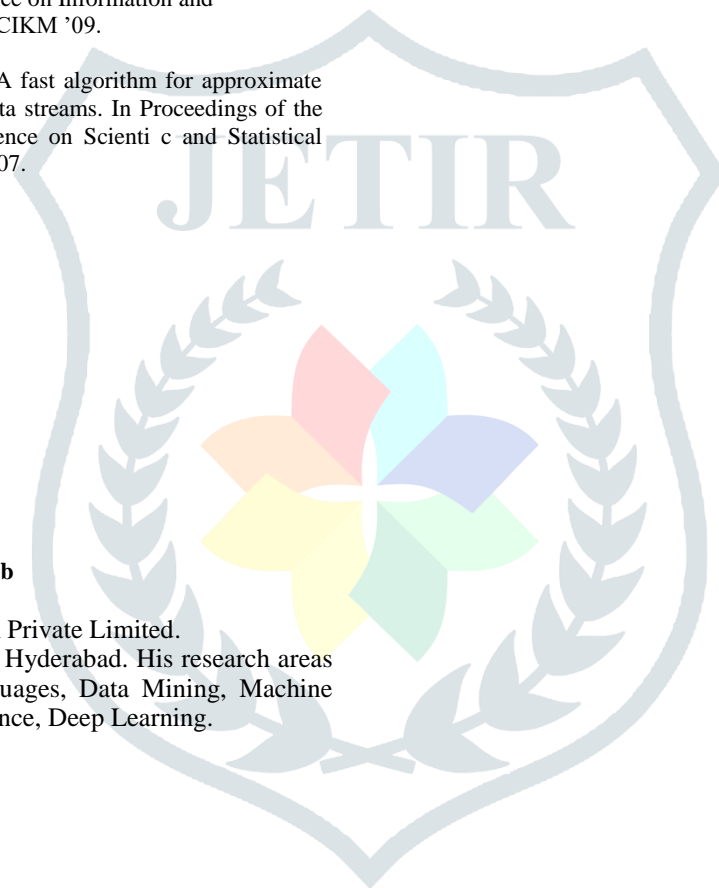 ce on Information and
CIKM ’09.
A fast algorithm for approximate
ta streams. In Proceedings of the
ence on Scienti c and Statistical
07.
JETIR
b
Private Limited.
Hyderabad. His research areas
uages, Data Mining, Machine
nce, Deep Learning.